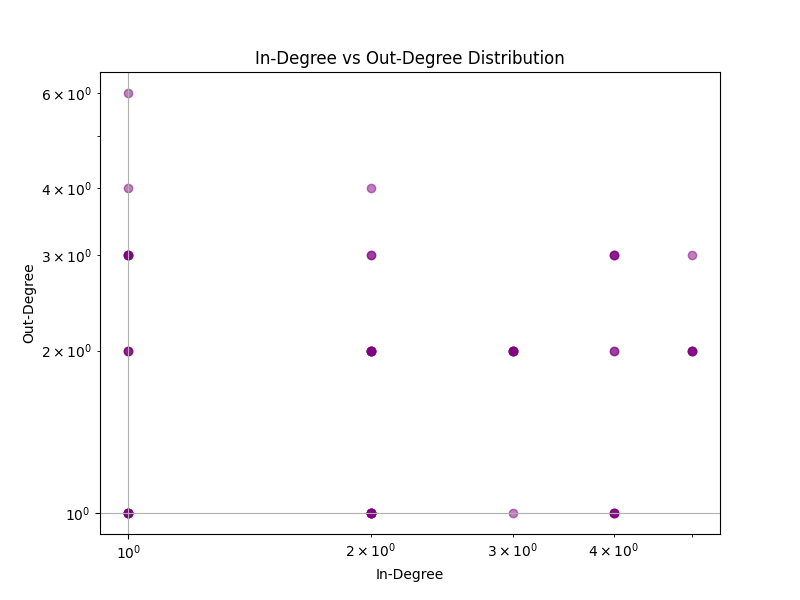 In-Degree vs Out-Degree Distribution
6 × 10⁰
4 × 10⁰
3 × 10⁰
2 × 10⁰
10⁰
Out-Degree
10⁰
2 × 10⁰
3 × 10⁰
4 × 10⁰
In-Degree